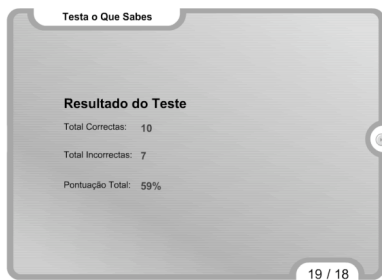 Testa o Que Sabes
Resultado do Teste
Total Correctas: 10
Total Incorrectas: 7
Pontuação Total: 59%
19 / 18